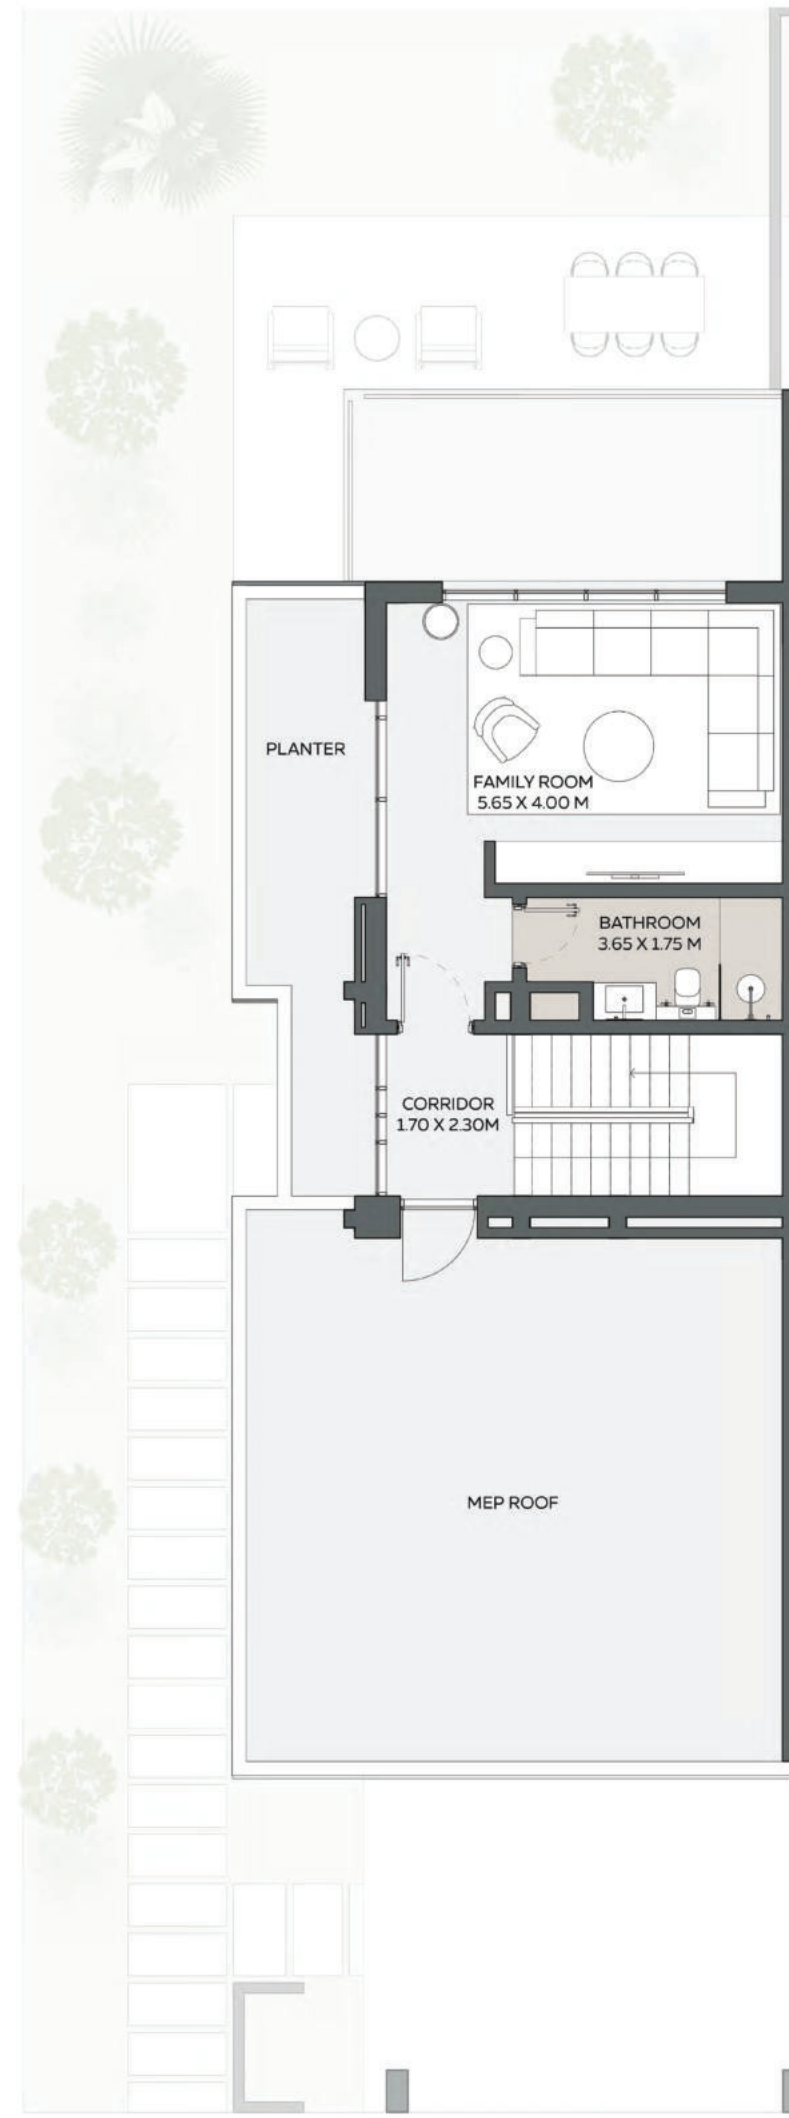 PLANTER
FAMILY ROOM
5.65 X 4.00 M
BATHROOM
3.65 X 1.75 M
CORRIDOR
1.70 X 2.30M
MEP ROOF